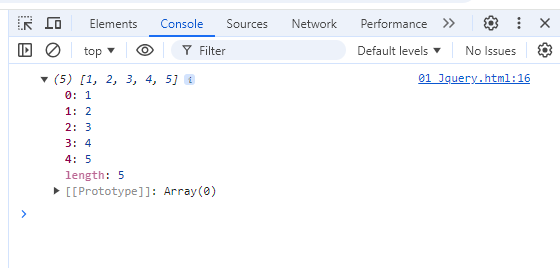 Elements Console Sources Network Performance
top Filter Default levels No Issues
(5) [1, 2, 3, 4, 5] i 01 Jquery.html:16
0: 1
1: 2
2: 3
3: 4
4: 5
length: 5
[[Prototype]]: Array(0)